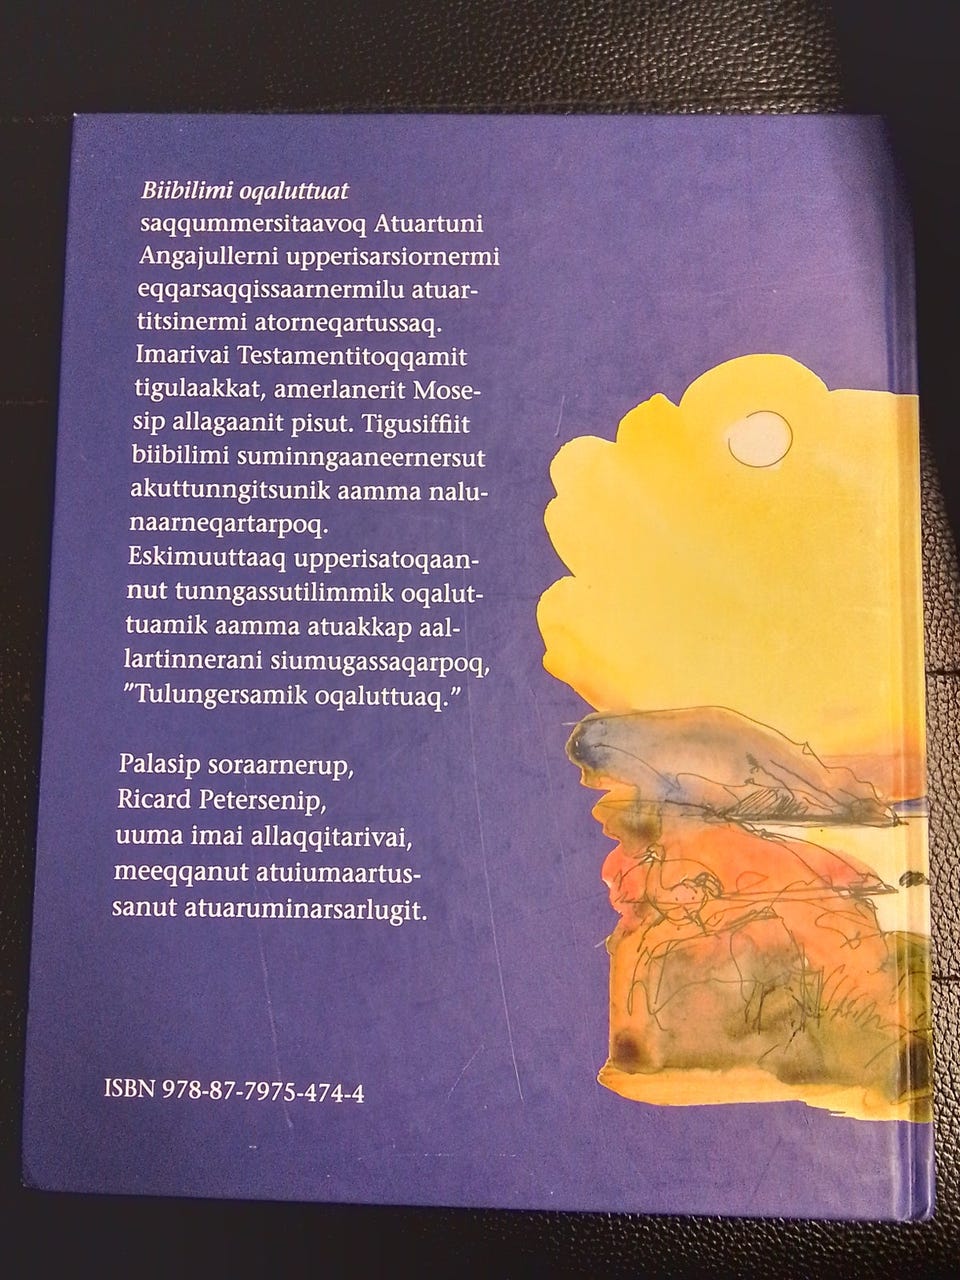 Biibilimi oqaluttuat
saqqummersitaavoq Atuartuni
Angajullerni upperisarsiornermi
eqqarsaqqissaarnermilu atuar-
titsinermi atorneqartussaq.
Imarivai Testamentitoqqamit
tigulaakkat, amerlanerit Mose-
sip allagaanit pisut. Tigusiffiit
biibilimi suminngaaneernersut
akuttunngitsunik aamma nalu-
naarneqartarpoq.
Eskimuuttaaq upperisatoqaan-
nut tunngassutilimmik oqalut-
tuamik aamma atuakkap aal-
lartinnerani siumugassaqarpoq,
”Tulungersamik oqaluttuaq.”
Palasip soraarnerup,
Ricard Petersenip,
uuma imai allaqqitarivai,
meeqqanut atuiumaartus-
sanut atuaruminarsarlugit.
ISBN 978-87-7975-474-4